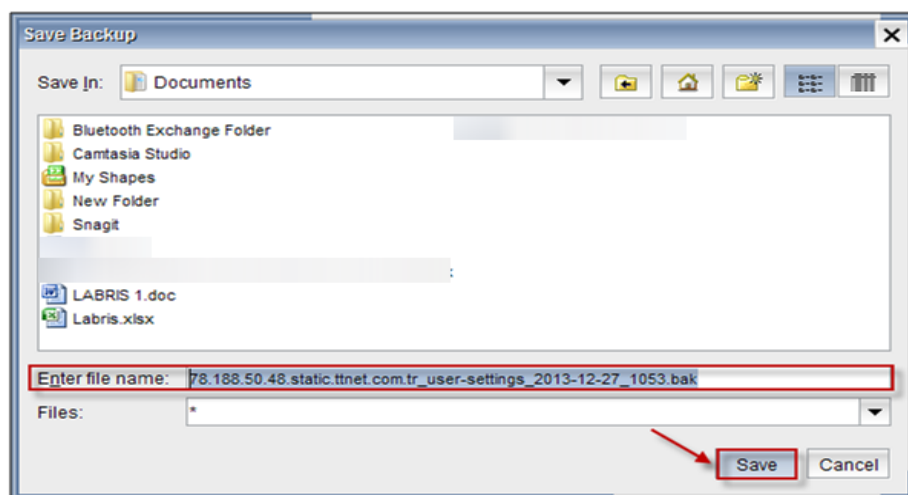 Save Backup
Save In: Documents
Bluetooth Exchange Folder
Camtasia Studio
My Shapes
New Folder
Snagit
LABRIS 1.doc
Labris.xlsx
Enter file name: 78.188.50.48.static.ttnet.com.tr_user-settings_2013-12-27_1053.bak
Files: *
Save Cancel